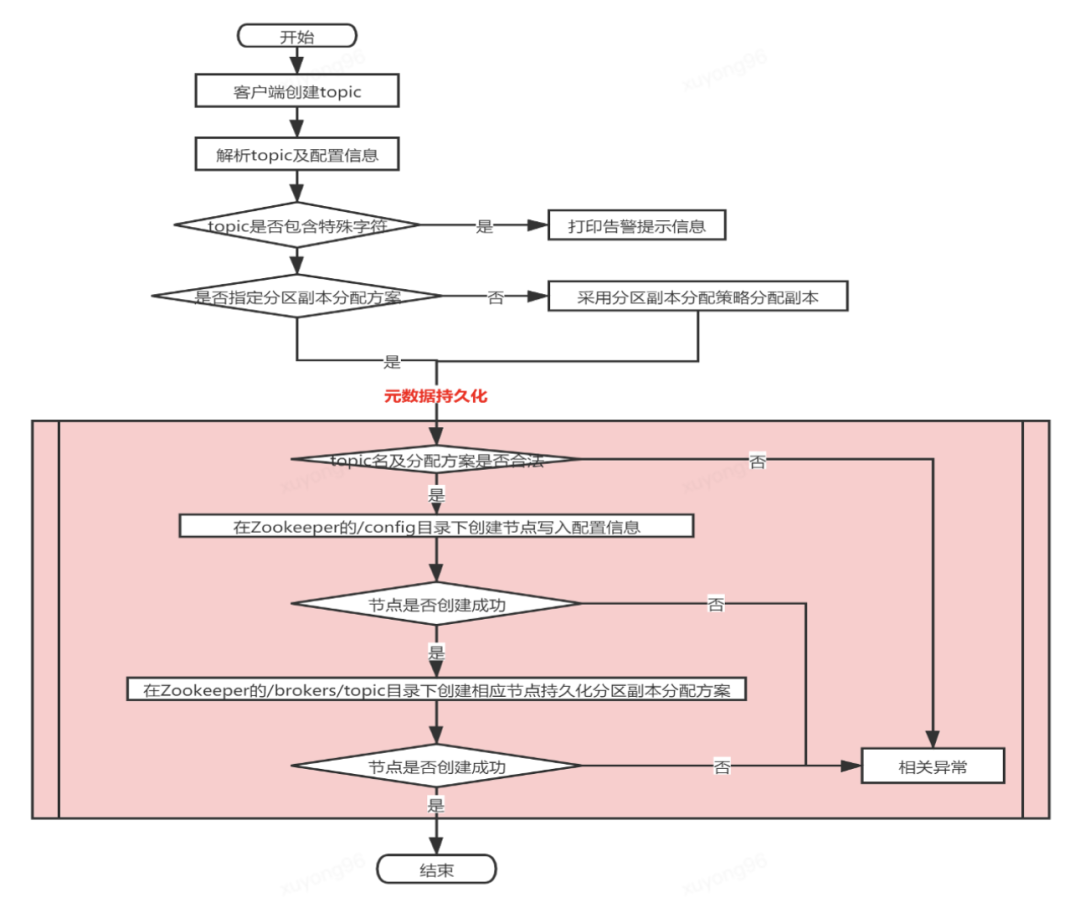 开始
xuyong96
xuyong96
客户端创建topic
解析topic及配置信息
topic是否包含特殊字符
是
打印告警提示信息
是否指定分区副本分配方案
否
采用分区副本分配策略分配副本
是
元数据持久化
topic名及分配方案是否合法
否
xuyong96
xuyong96
是
在Zookeeper的/config目录下创建节点写入配置信息
节点是否创建成功
否
是
在Zookeeper的/brokers/topic目录下创建相应节点持久化分区副本分配方案
节点是否创建成功
否
相关异常
是
结束
xuyong96
xuyong96